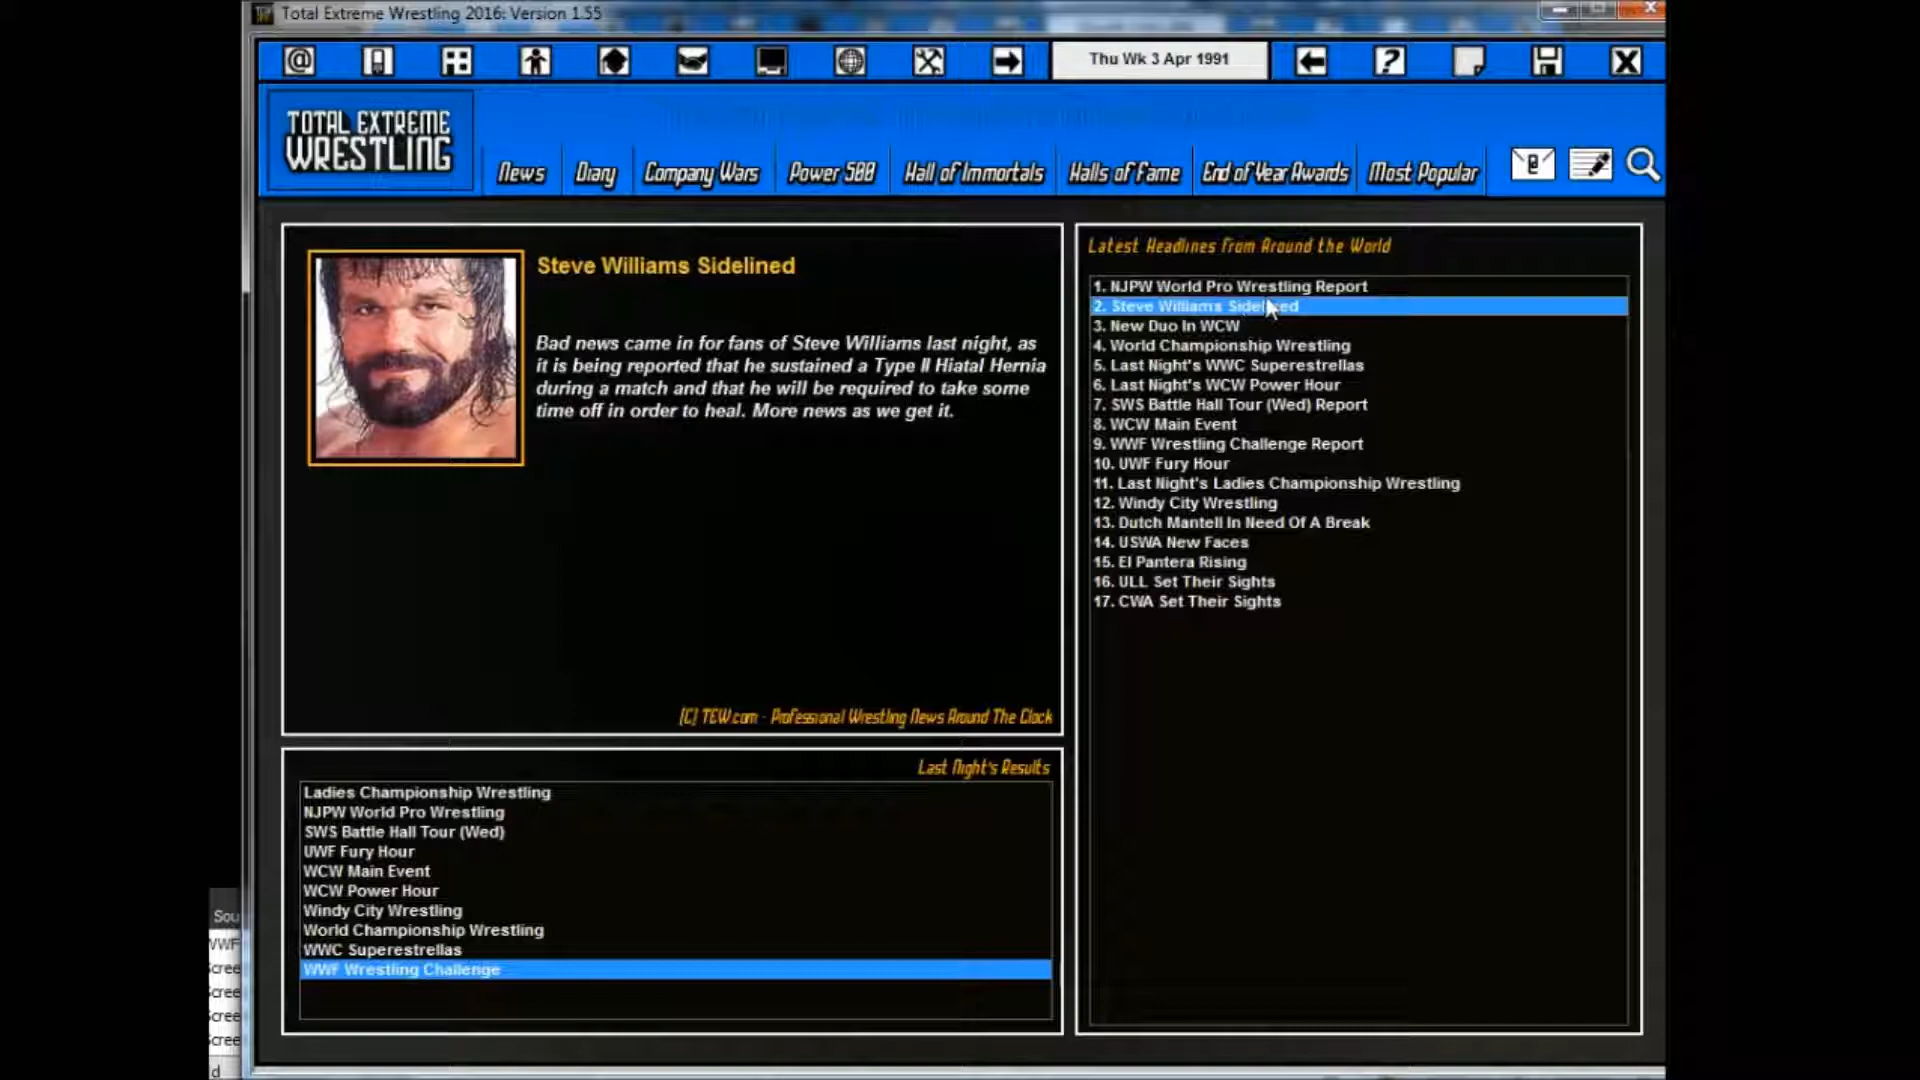 Total Extreme Wrestling 2016: Version 1.55
Thu Wk 3 Apr 1991
TOTAL EXTREME
WRESTLING
News
Diary
Company Wars
Power 500
Hall of Immortals
Halls of Fame
End of Year Awards
Most Popular
Steve Williams Sidelined
Bad news came in for fans of Steve Williams last night, as
it is being reported that he sustained a Type II Hiatal Hernia
during a match and that he will be required to take some
time off in order to heal. More news as we get it.
(C) TEW.com - Professional Wrestling News Around The Clock
Latest Headlines From Around the World
1. NJPW World Pro Wrestling Report
2. Steve Williams Sidelined
3. New Duo In WCW
4. World Championship Wrestling
5. Last Night's WWC Superestrellas
6. Last Night's WCW Power Hour
7. SWS Battle Hall Tour (Wed) Report
8. WCW Main Event
9. WWF Wrestling Challenge Report
10. UWF Fury Hour
11. Last Night's Ladies Championship Wrestling
12. Windy City Wrestling
13. Dutch Mantell In Need Of A Break
14. USWA New Faces
15. El Pantera Rising
16. ULL Set Their Sights
17. CWA Set Their Sights
Last Night's Results
Ladies Championship Wrestling
NJPW World Pro Wrestling
SWS Battle Hall Tour (Wed)
UWF Fury Hour
WCW Main Event
WCW Power Hour
Windy City Wrestling
World Championship Wrestling
WWC Superestrellas
WWF Wrestling Challenge
Sou
WWF
Scree
Scree
Scree
Scree
d